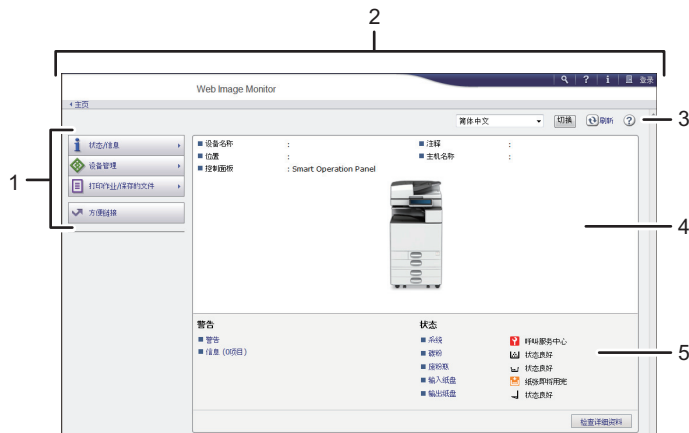 2
Web Image Monitor
? i 登录
主页
简体中文 切换 刷新 ? 3
1
状态/信息
设备管理
打印作业/保存的文件
方便链接
设备名称 : 注释 :
位置 : 主机名称 :
控制面板 : Smart Operation Panel
4
警告 状态
警告 系统 呼叫服务中心
信息 (0项目) 碳粉 状态良好
废粉瓶 状态良好
输入纸盘 纸张即将用完
输出纸盘 状态良好
5
检查详细资料